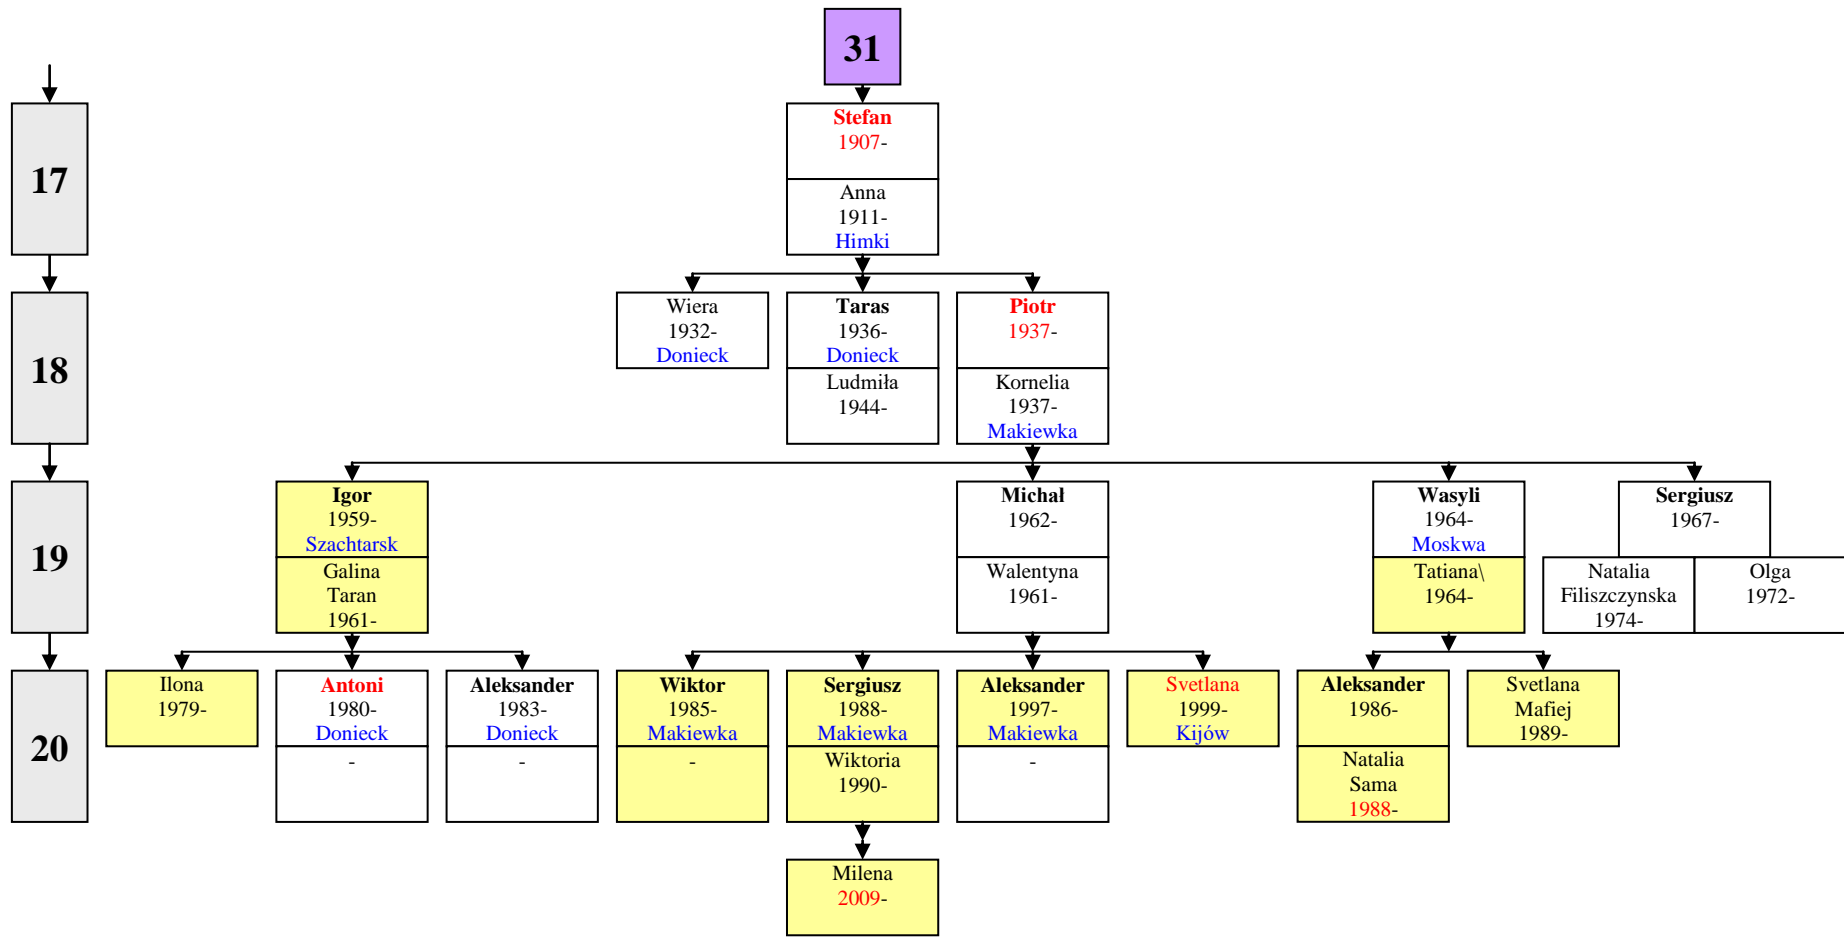 31
17
Stefan
1907-
Anna
1911-
Himki
18
Wiera
1932-
Donieck
Taras
1936-
Donieck
Ludmiła
1944-
Piotr
1937-
Kornelia
1937-
Makiewka
19
Igor
1959-
Szachtarsk
Galina
Taran
1961-
Michał
1962-
Walentyna
1961-
Wasyli
1964-
Moskwa
Tatiana\
1964-
Sergiusz
1967-
Natalia
Filiszczynska
1974-
Olga
1972-
20
Ilona
1979-
Antoni
1980-
Donieck
-
Aleksander
1983-
Donieck
-
Wiktor
1985-
Makiewka
-
Sergiusz
1988-
Makiewka
Wiktoria
1990-
Aleksander
1997-
Makiewka
-
Svetlana
1999-
Kijów
Aleksander
1986-
Natalia
Sama
1988-
Svetlana
Mafiej
1989-
Milena
2009-